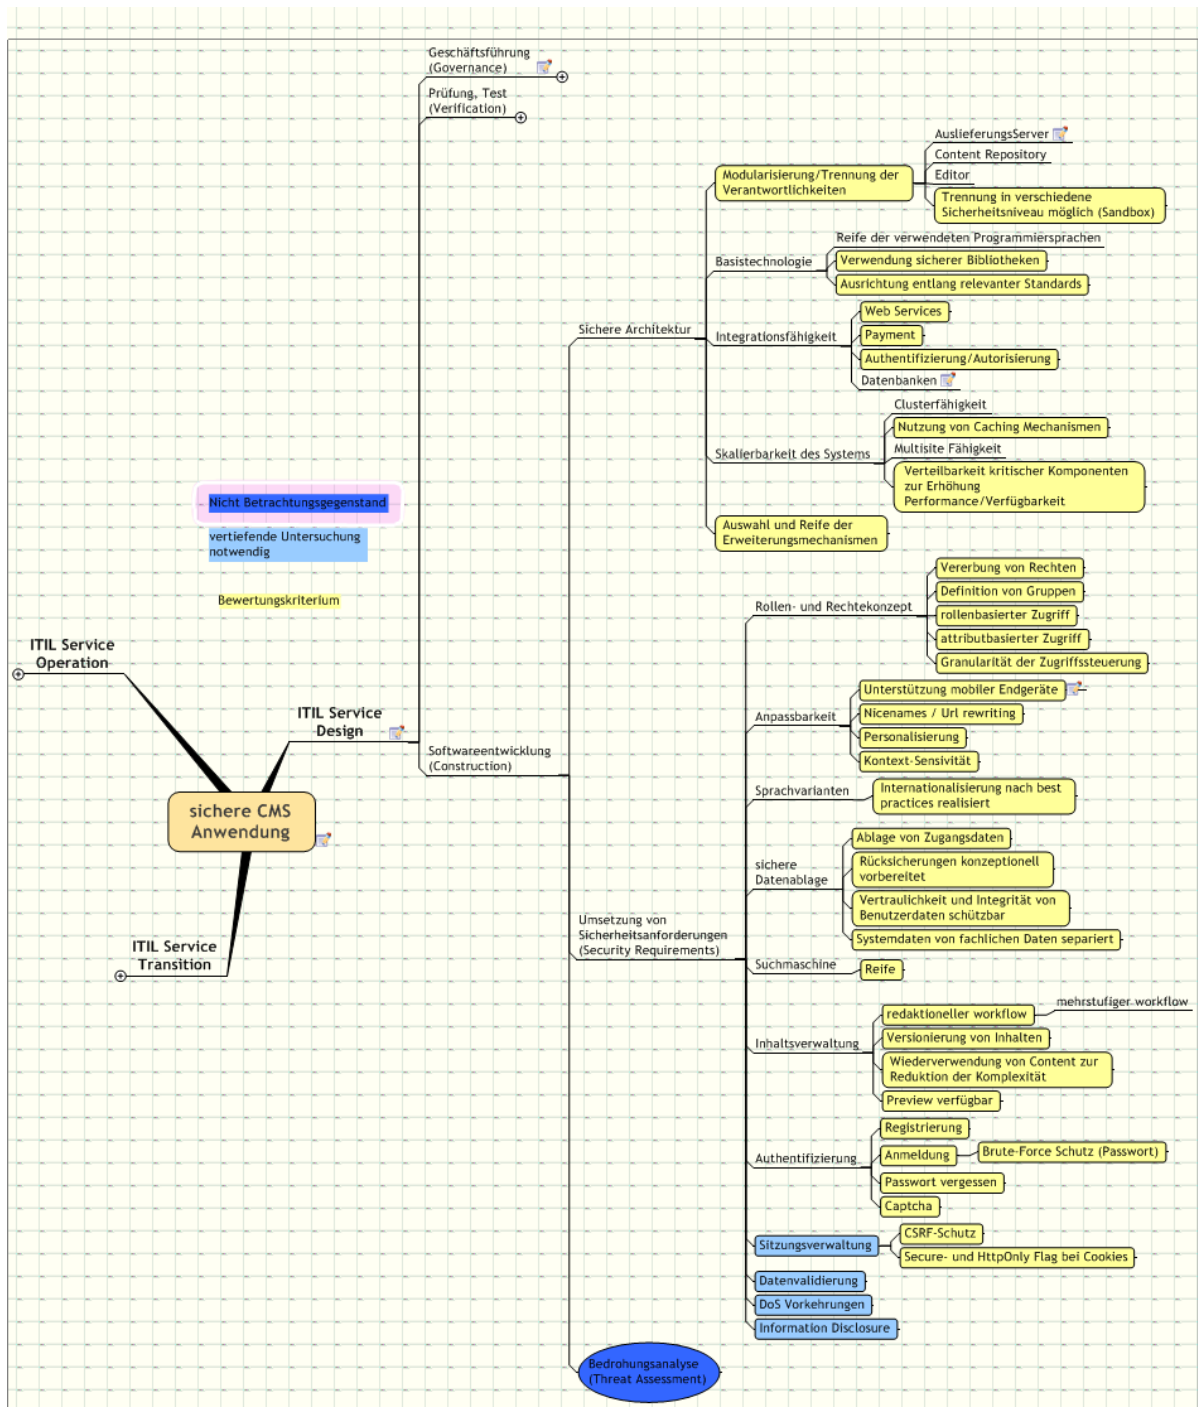 Geschäftsführung
(Governance)
Prüfung, Test
(Verification)
AuslieferungsServer
Content Repository
Editor
Modularisierung/Trennung der
Verantwortlichkeiten
Trennung in verschiedene
Sicherheitsniveau möglich (Sandbox)
Reife der verwendeten Programmiersprachen
Basistechnologie
Verwendung sicherer Bibliotheken
Ausrichtung entlang relevanter Standards
Web Services
Sichere Architektur
Integrationsfähigkeit
Payment
Authentifizierung/Autorisierung
Datenbanken
Clusterfähigkeit
Nutzung von Caching Mechanismen
Skalierbarkeit des Systems
Multisite Fähigkeit
Verteilbarkeit kritischer Komponenten
zur Erhöhung
Performance/Verfügbarkeit
Auswahl und Reife der
Erweiterungsmechanismen
Nicht Betrachtungsgegenstand
vertiefende Untersuchung
notwendig
Bewertungskriterium
Vererbung von Rechten
Definition von Gruppen
Rollen- und Rechtekonzept
rollenbasierter Zugriff
attributbasierter Zugriff
Granularität der Zugriffssteuerung
ITIL Service
Operation
ITIL Service
Design
Unterstützung mobiler Endgeräte
Anpassbarkeit
Nicenames / Url rewriting
Personalisierung
Kontext-Sensivität
Softwareentwicklung
(Construction)
Sprachvarianten
Internationalisierung nach best
practices realisiert
sichere CMS
Anwendung
Ablage von Zugangsdaten
sichere
Datenablage
Rücksicherungen konzeptionell
vorbereitet
Vertraulichkeit und Integrität von
Benutzerdaten schützbar
Systemdaten von fachlichen Daten separiert
Umsetzung von
Sicherheitsanforderungen
(Security Requirements)
ITIL Service
Transition
Suchmaschine
Reife
redaktioneller workflow
mehrstufiger workflow
Inhaltsverwaltung
Versionierung von Inhalten
Wiederverwendung von Content zur
Reduktion der Komplexität
Preview verfügbar
Registrierung
Authentifizierung
Anmeldung
Brute-Force Schutz (Passwort)
Passwort vergessen
Captcha
Sitzungsverwaltung
CSRF-Schutz
Secure- und HttpOnly Flag bei Cookies
Datenvalidierung
DoS Vorkehrungen
Information Disclosure
Bedrohungsanalyse
(Threat Assessment)